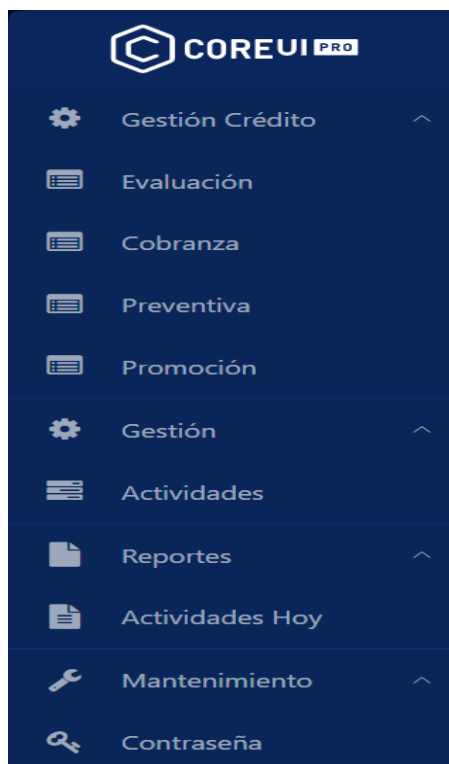 COREUI PRO
Gestión Crédito
Evaluación
Cobranza
Preventiva
Promoción
Gestión
Actividades
Reportes
Actividades Hoy
Mantenimiento
Contraseña